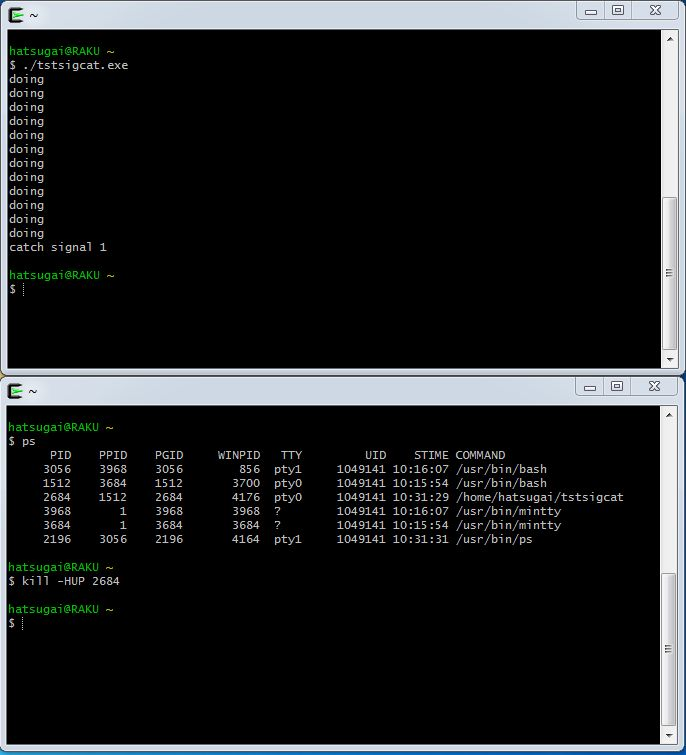 ~
hatsugai@RAKU ~
$ ./tstsigcat.exe
doing
doing
doing
doing
doing
doing
doing
doing
doing
doing
doing
doing
catch signal 1
hatsugai@RAKU ~
$
~
hatsugai@RAKU ~
$ ps
PID PPID PGID WINPID TTY UID STIME COMMAND
3056 3968 3056 856 pty1 1049141 10:16:07 /usr/bin/bash
1512 3684 1512 3700 pty0 1049141 10:15:54 /usr/bin/bash
2684 1512 2684 4176 pty0 1049141 10:31:29 /home/hatsugai/tstsigcat
3968 1 3968 3968 ? 1049141 10:16:07 /usr/bin/mintty
3684 1 3684 3684 ? 1049141 10:15:54 /usr/bin/mintty
2196 3056 2196 4164 pty1 1049141 10:31:31 /usr/bin/ps
hatsugai@RAKU ~
$ kill -HUP 2684
hatsugai@RAKU ~
$